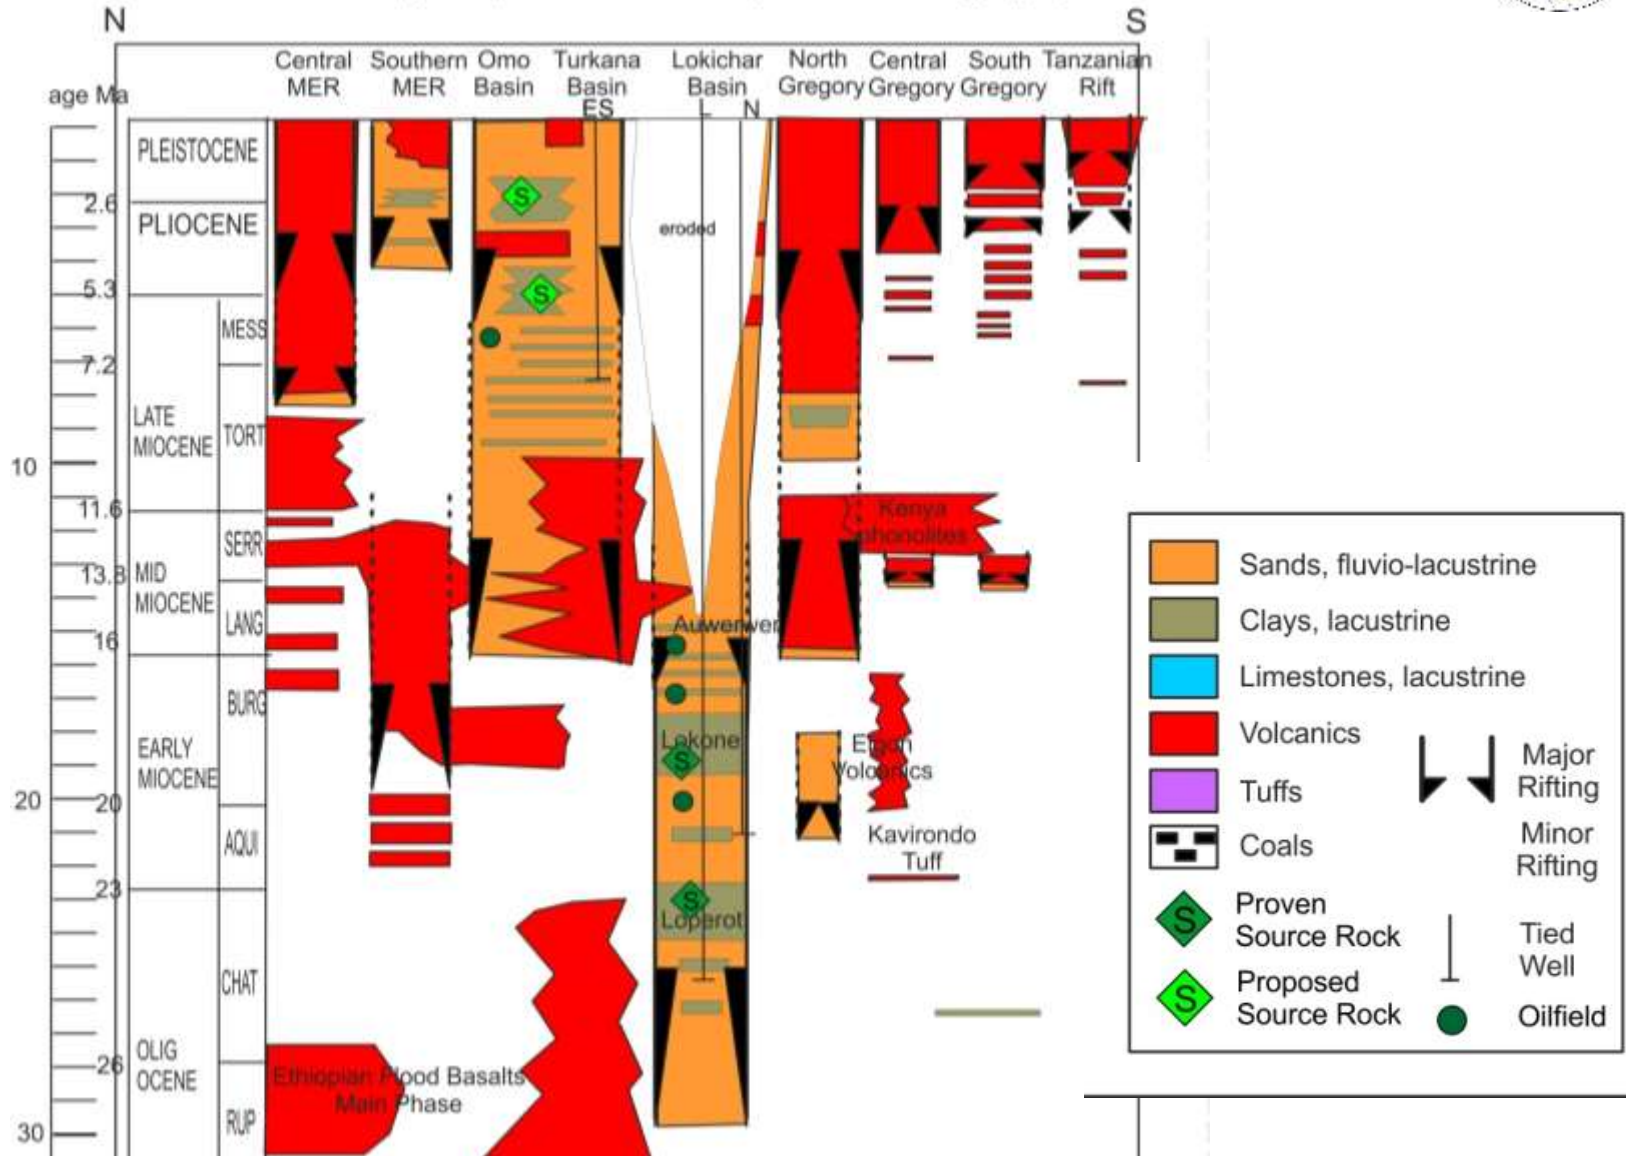 N
S
Central
MER
Southern
MER
Omo
Basin
Turkana
Basin
ES
Lokichar
Basin
L
N
North
Gregory
Central
Gregory
South
Gregory
Tanzanian
Rift
age Ma
PLEISTOCENE
2.6
PLIOCENE
5.3
MESS
7.2
LATE
MIOCENE
TORT
10
11.6
SERR
13.8
MID
MIOCENE
LANG
16
BURG
EARLY
MIOCENE
20
20
AQUI
23
CHAT
OLIG
OCENE
26
RUP
30
S
S
eroded
Auwerwer
Lokone
S
S
Loperot
Kenya
phonolites
Elgon
Volcanics
Kavirondo
Tuff
Ethiopian Flood Basalts
Main Phase
Sands, fluvio-lacustrine
Clays, lacustrine
Limestones, lacustrine
Volcanics
Tuffs
Coals
S
Proven
Source Rock
S
Proposed
Source Rock
Major
Rifting
Minor
Rifting
Tied
Well
Oilfield